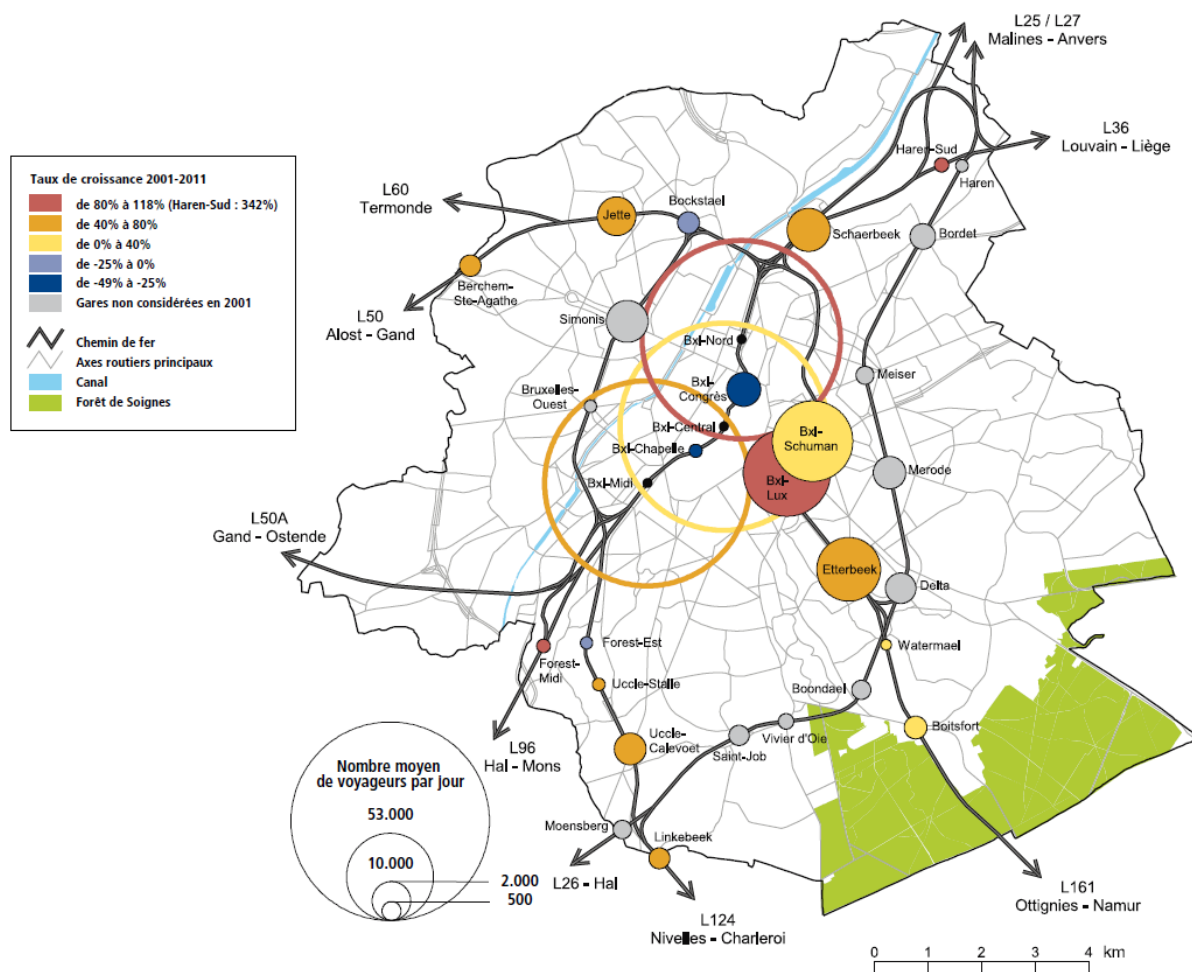 L25 / L27
Malines - Anvers
L36
Louvain - Liège
Haren-Sud
Haren
Taux de croissance 2001-2011
de 80% à 118% (Haren-Sud : 342%)
de 40% à 80%
de 0% à 40%
de -25% à 0%
de -49% à -25%
Gares non considérées en 2001
Chemin de fer
Axes routiers principaux
Canal
Forêt de Soignes
L60
Termonde
Bockstael
Jette
Schaerbeek
Bordet
Berchem-
Ste-Agathe
L50
Alost - Gand
Simonis
Bxl-Nord
Meiser
Bxl-
Congrès
Bruxelles-
Ouest
Bxl-Central
Bxl-
Schuman
Bxl-Chapelle
Merode
Bxl-
Lux
Bxl-Midi
L50A
Gand - Ostende
Etterbeek
Delta
Forest-Est
Watermael
Forest-
Midi
Uccle-Stalle
Boondael
Boitsfort
Vivier d'Oie
Saint-Job
Uccle-
Calevoet
L96
Hal - Mons
Nombre moyen
de voyageurs par jour
53.000
10.000
2.000
500
Moensberg
Linkebeek
L26 - Hal
L161
Ottignies - Namur
L124
Nivelles - Charleroi
0 1 2 3 4 km